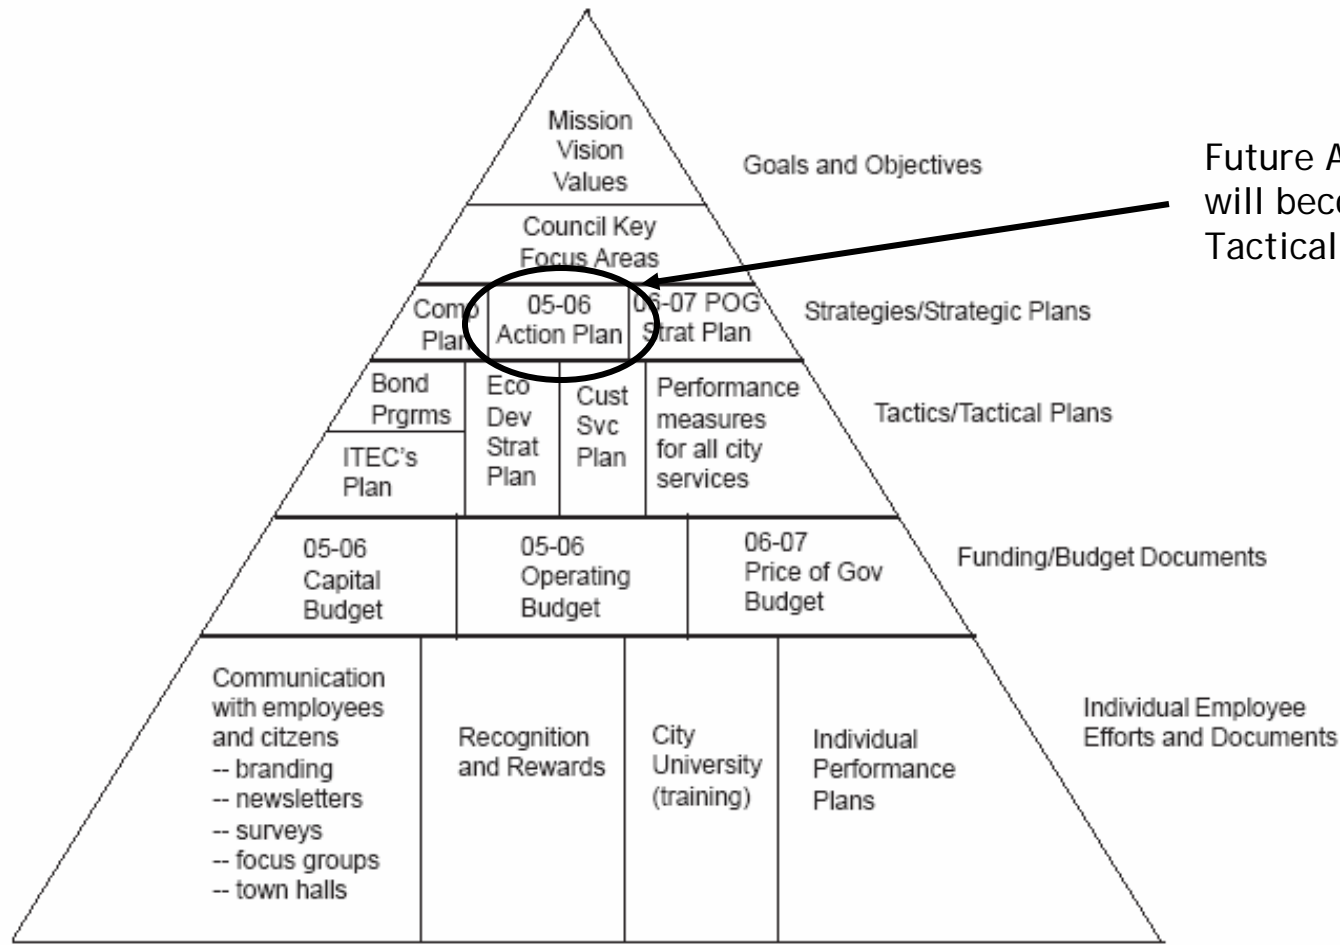 Mission
Vision
Values
Goals and Objectives
Future A
will bec
Tactical
Council Key
Focus Areas
Comp
Plan
05-06
Action Plan
06-07 POG
Strat Plan
Strategies/Strategic Plans
Bond
Prgrms
ITEC's
Plan
Eco
Dev
Strat
Plan
Cust
Svc
Plan
Performance
measures
for all city
services
Tactics/Tactical Plans
05-06
Capital
Budget
05-06
Operating
Budget
06-07
Price of Gov
Budget
Funding/Budget Documents
Communication
with employees
and citzens
-- branding
-- newsletters
-- surveys
-- focus groups
-- town halls
Recognition
and Rewards
City
University
(training)
Individual
Performance
Plans
Individual Employee
Efforts and Documents